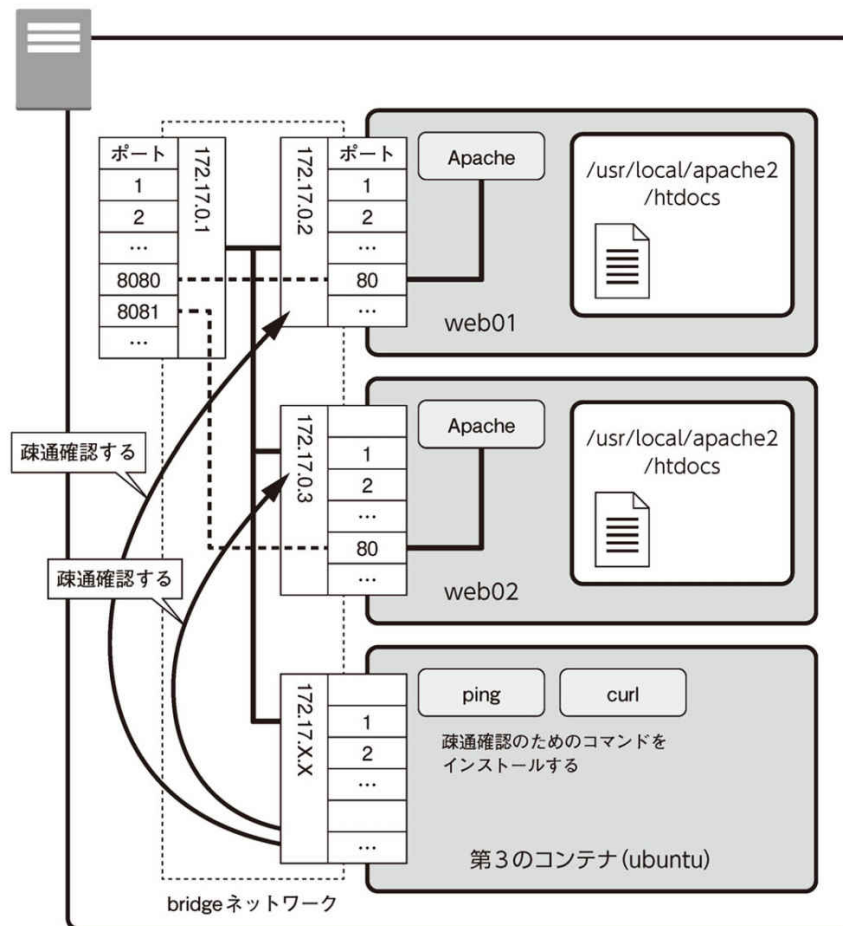 ポート
1
2
…
8080
8081
…
172.17.0.1
172.17.0.2
ポート
1
2
…
80
…
Apache
/usr/local/apache2
/htdocs
web01
疎通確認する
疎通確認する
172.17.0.3
1
2
…
80
…
Apache
/usr/local/apache2
/htdocs
web02
172.17.X.X
1
2
…
…
ping
curl
疎通確認のためのコマンドを
インストールする
第3のコンテナ(ubuntu)
bridgeネットワーク